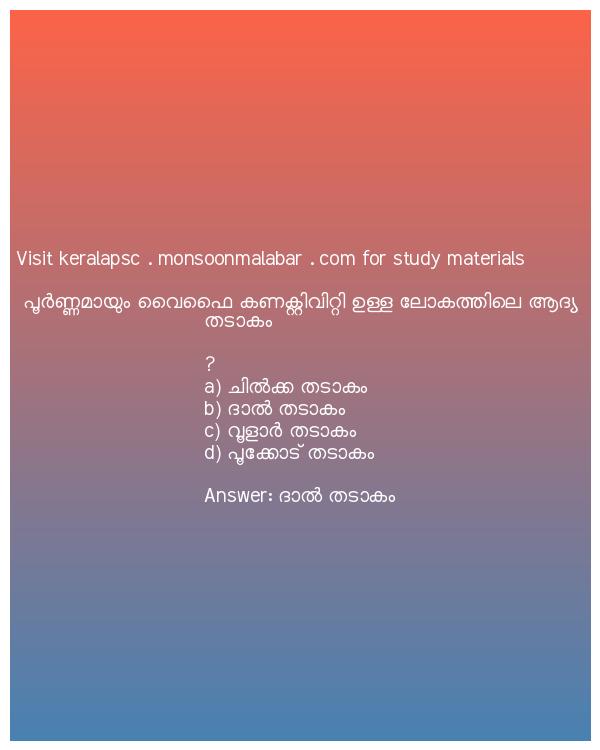 Visit keralapsc . monsoonmalabar . com for study materials
പൂർണ്ണമായും വൈഫൈ കണക്റ്റിവിറ്റി ഉള്ള ലോകത്തിലെ ആദ്യ
തടാകം
?
a) ചിൽക്ക തടാകം
b) ദാൽ തടാകം
c) വൂളാർ തടാകം
d) പൂക്കോട് തടാകം
Answer: ദാൽ തടാകം